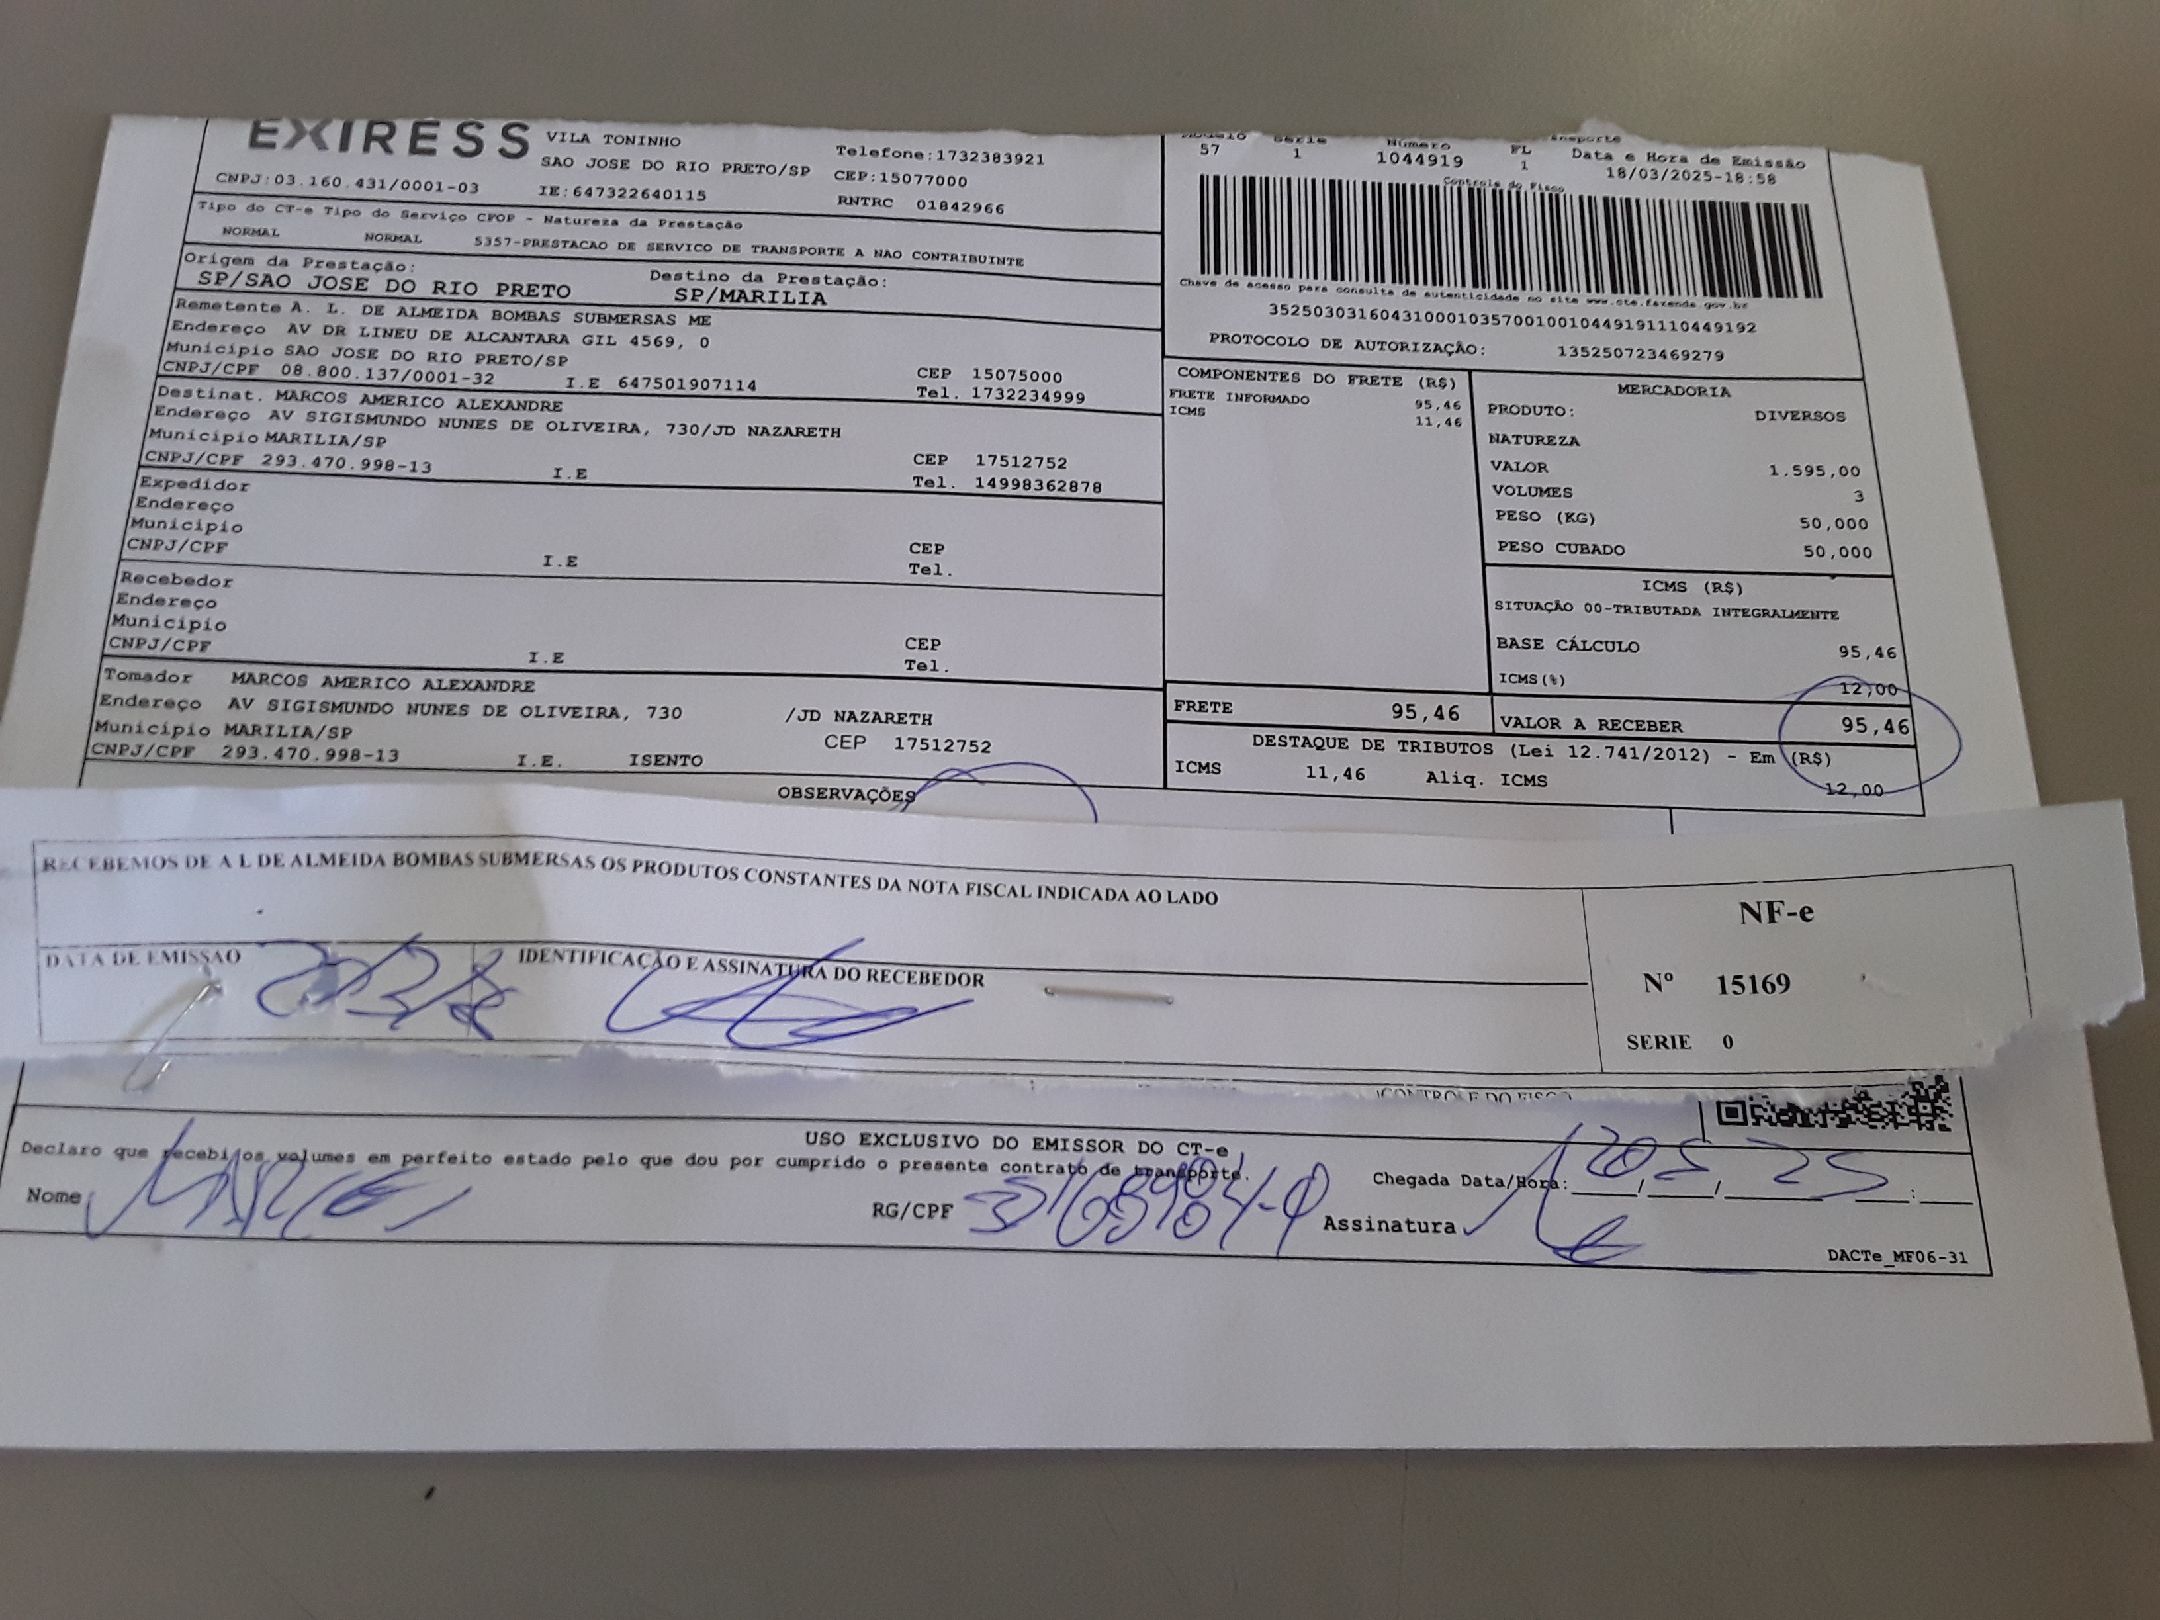 EXIRESS
VILA TONINHO
SAO JOSE DO RIO PRETO/SP
Telefone:1732383921
CEP:15077000
CNPJ:03.160.431/0001-03 IE:647322640115 RNTRC 01842966
Modelo Série Número FL
57 1 1044919 1
Data e Hora de Emissão
18/03/2025-18:58
Controle do Fisco
Tipo do CT-e Tipo do Serviço CFOP - Natureza da Prestação
NORMAL NORMAL 5357-PRESTACAO DE SERVICO DE TRANSPORTE A NAO CONTRIBUINTE
Origem da Prestação: Destino da Prestação:
SP/SAO JOSE DO RIO PRETO SP/MARILIA
Chave de acesso para consulta de autenticidade no site www.cte.fazenda.gov.br
35250303160431000103570010010449191110449192
PROTOCOLO DE AUTORIZAÇÃO: 135250723469279
Remetente A. L. DE ALMEIDA BOMBAS SUBMERSAS ME
Endereço AV DR LINEU DE ALCANTARA GIL 4569, 0
Municipio SAO JOSE DO RIO PRETO/SP CEP 15075000
CNPJ/CPF 08.800.137/0001-32 I.E 647501907114 Tel. 1732234999
Destinat. MARCOS AMERICO ALEXANDRE
Endereço AV SIGISMUNDO NUNES DE OLIVEIRA, 730/JD NAZARETH
Municipio MARILIA/SP CEP 17512752
CNPJ/CPF 293.470.998-13 I.E Tel. 14998362878
Expedidor
Endereço
Municipio CEP
CNPJ/CPF I.E Tel.
Recebedor
Endereço
Municipio CEP
CNPJ/CPF I.E Tel.
Tomador MARCOS AMERICO ALEXANDRE
Endereço AV SIGISMUNDO NUNES DE OLIVEIRA, 730 /JD NAZARETH
Municipio MARILIA/SP CEP 17512752
CNPJ/CPF 293.470.998-13 I.E. ISENTO
COMPONENTES DO FRETE (R$)
FRETE INFORMADO 95,46
ICMS 11,46
MERCADORIA
PRODUTO: DIVERSOS
NATUREZA
VALOR 1.595,00
VOLUMES 3
PESO (KG) 50,000
PESO CUBADO 50,000
ICMS (R$)
SITUAÇÃO 00-TRIBUTADA INTEGRALMENTE
BASE CÁLCULO 95,46
ICMS(%) 12,00
FRETE 95,46 VALOR A RECEBER 95,46
DESTAQUE DE TRIBUTOS (Lei 12.741/2012) - Em (R$)
ICMS 11,46 Aliq. ICMS 12,00
OBSERVAÇÕES
RECEBEMOS DE A L DE ALMEIDA BOMBAS SUBMERSAS OS PRODUTOS CONSTANTES DA NOTA FISCAL INDICADA AO LADO
DATA DE EMISSAO IDENTIFICAÇÃO E ASSINATURA DO RECEBEDOR
NF-e
Nº 15169
SERIE 0
USO EXCLUSIVO DO EMISSOR DO CT-e
Declaro que recebi os volumes em perfeito estado pelo que dou por cumprido o presente contrato de transporte.
Nome RG/CPF
Chegada Data/Hora:
Assinatura
DACTe_MF06-31